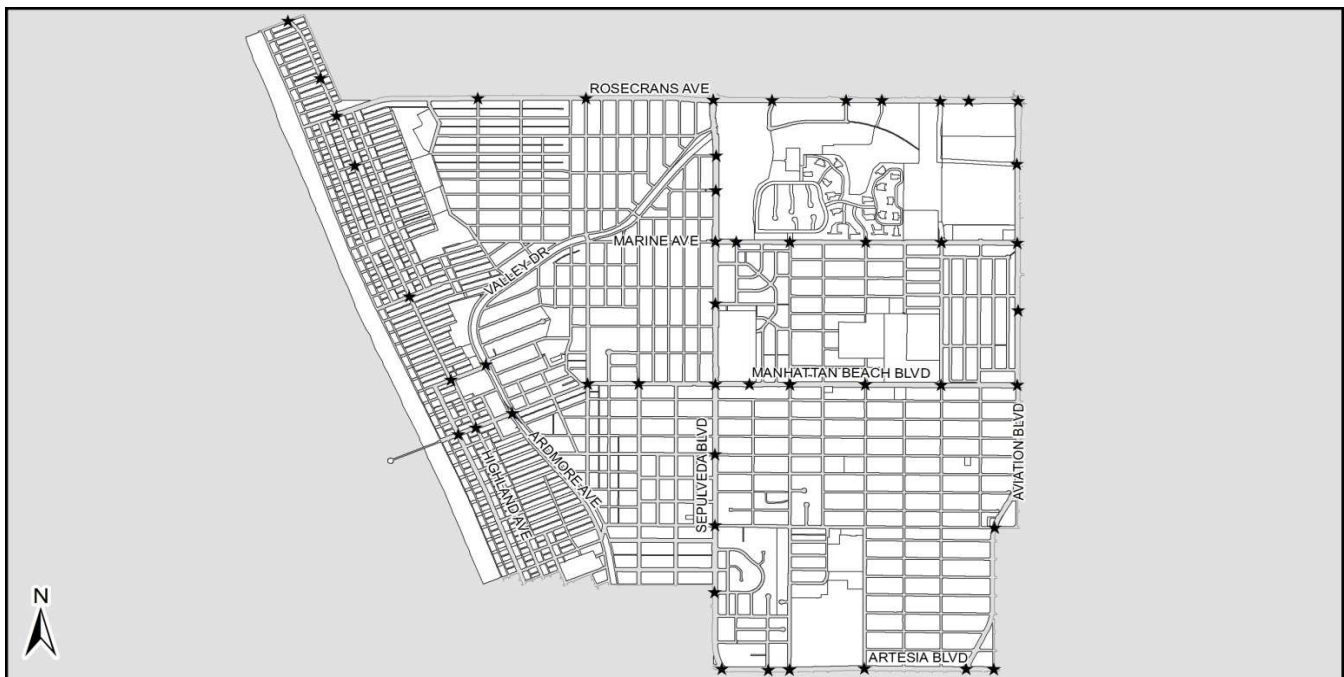 ROSECRANS AVE
MARINE AVE
VALLEY DR
MANHATTAN BEACH BLVD
SEPULVEDA BLVD
AVIATION BLVD
ARDMORE AVE
HIGHLAND AVE
N
ARTESIA BLVD